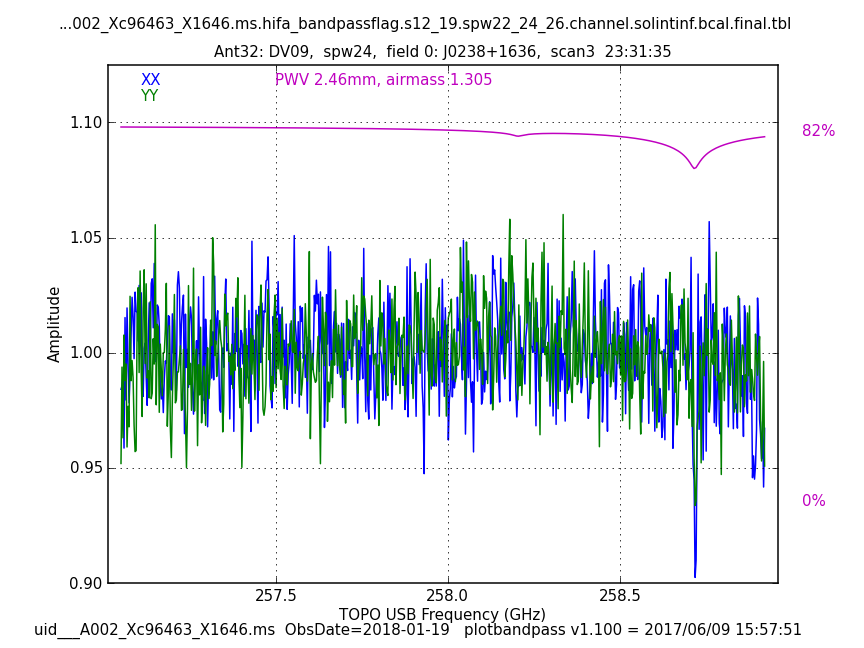 ...002_Xc96463_X1646.ms.hifa_bandpassflag.s12_19.spw22_24_26.channel.solintinf.bcal.final.tbl
Ant32: DV09,  spw24,  field 0: J0238+1636,  scan3  23:31:35
XX
PWV 2.46mm, airmass 1.305
YY
1.10
82%
1.05
Amplitude
1.00
0.95
0%
0.90
257.5
258.0
258.5
TOPO USB Frequency (GHz)
uid___A002_Xc96463_X1646.ms  ObsDate=2018-01-19   plotbandpass v1.100 = 2017/06/09 15:57:51